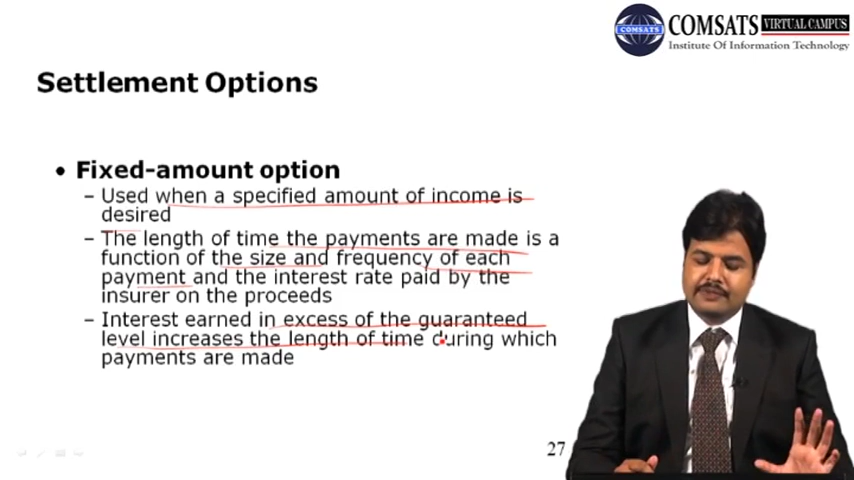 COMSATS VIRTUAL CAMPUS
COMSATS Institute Of Information Technology
Settlement Options
• Fixed-amount option
– Used when a specified amount of income is
desired
– The length of time the payments are made is a
function of the size and frequency of each
payment and the interest rate paid by the
insurer on the proceeds
– Interest earned in excess of the guaranteed
level increases the length of time during which
payments are made
27